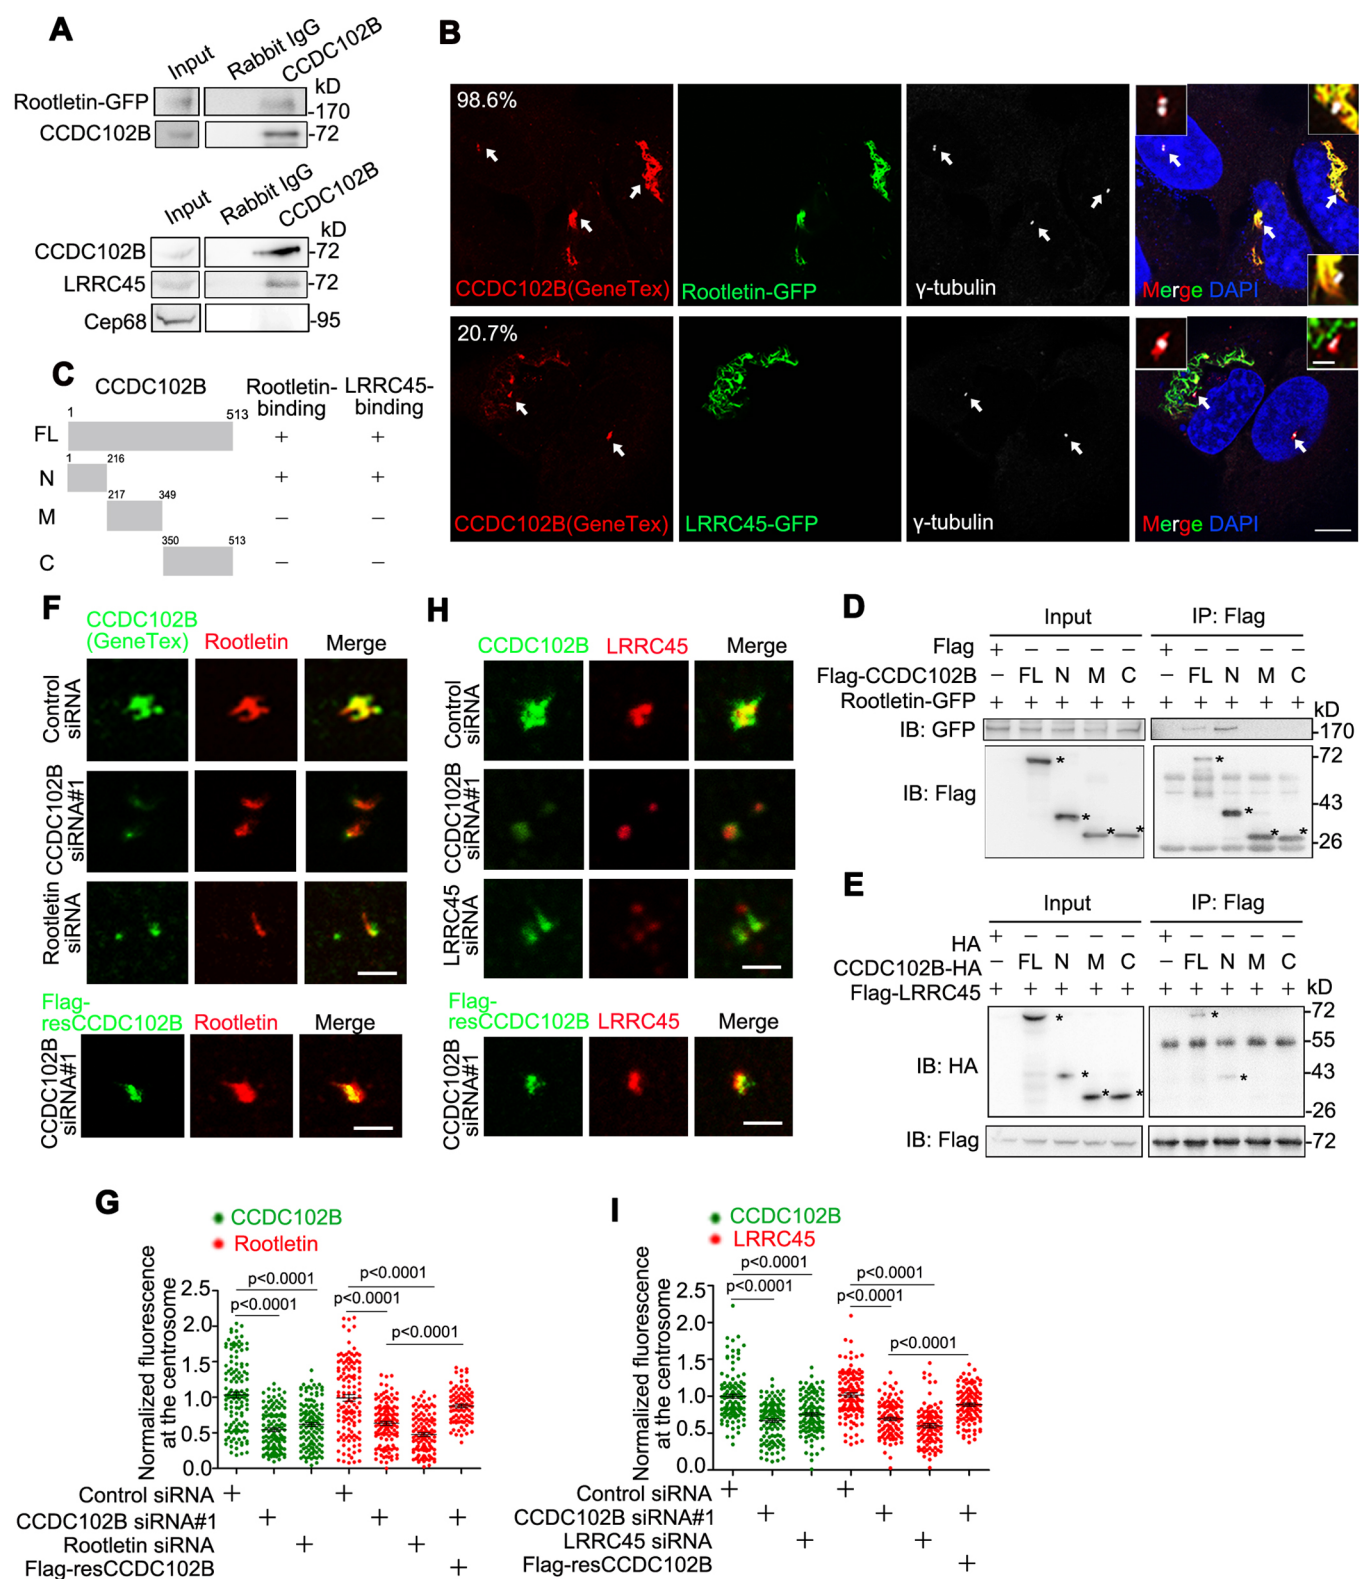 A
Input
Rabbit IgG
CCDC102B
kD
Rootletin-GFP
-170
CCDC102B
-72
Input
Rabbit IgG
CCDC102B
kD
CCDC102B
-72
LRRC45
-72
Cep68
-95
B
98.6%
CCDC102B(GeneTex)
Rootletin-GFP
γ-tubulin
Merge DAPI
20.7%
CCDC102B(GeneTex)
LRRC45-GFP
γ-tubulin
Merge DAPI
C
CCDC102B
Rootletin-
binding
LRRC45-
binding
1 513
FL + +
1 216
N + +
217 349
M − −
350 513
C − −
D
Input IP: Flag
Flag + − − − − + − − − −
Flag-CCDC102B − FL N M C − FL N M C
Rootletin-GFP + + + + + + + + + +
kD
IB: GFP -170
-72
* *
IB: Flag -43
* *
* * * *
-26
E
Input IP: Flag
HA + − − − − + − − − −
CCDC102B-HA − FL N M C − FL N M C
Flag-LRRC45 + + + + + + + + + + kD
-72
* *
-55
IB: HA -43
* *
* *
-26
IB: Flag -72
F
CCDC102B
(GeneTex) Rootletin Merge
Control
siRNA
CCDC102B
siRNA#1
Rootletin
siRNA
Flag-
resCCDC102B Rootletin Merge
CCDC102B
siRNA#1
H
CCDC102B LRRC45 Merge
Control
siRNA
CCDC102B
siRNA#1
LRRC45
siRNA
Flag-
resCCDC102B LRRC45 Merge
CCDC102B
siRNA#1
G
CCDC102B
Rootletin
Normalized fluorescence
at the centrosome
2.5
2.0
1.5
1.0
0.5
0.0
p<0.0001
p<0.0001
p<0.0001
p<0.0001
p<0.0001
Control siRNA + +
CCDC102B siRNA#1 + + +
Rootletin siRNA + +
Flag-resCCDC102B +
I
CCDC102B
LRRC45
Normalized fluorescence
at the centrosome
2.5
2.0
1.5
1.0
0.5
0.0
p<0.0001
p<0.0001
p<0.0001
p<0.0001
p<0.0001
Control siRNA + +
CCDC102B siRNA#1 + + +
LRRC45 siRNA + +
Flag-resCCDC102B +